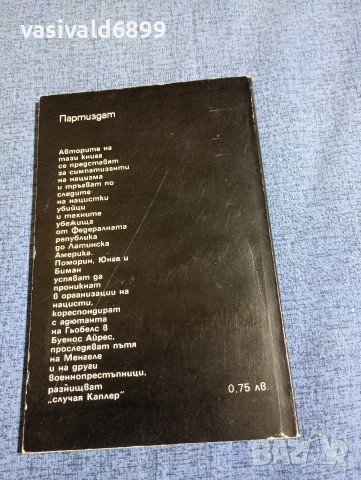 vasivald6899
Партиздат
Авторите на
тази книга
се представят
за симпатизанти
на нацизма
и тръгват по
следите
на нацистки
убийци
и техните
убежища
от Федералната
република
до Латинска
Америка.
Поморин, Юнге и
Биман
успяват да
проникнат
в организации на
нацисти,
кореспондират
с адютанта
на Гьобелс в
Буенос Айрес,
проследяват пътя
на Менгеле
и на други
военнопрестъпници,
разнищват
„случая Каплер“
0,75 лв.
BAZAR